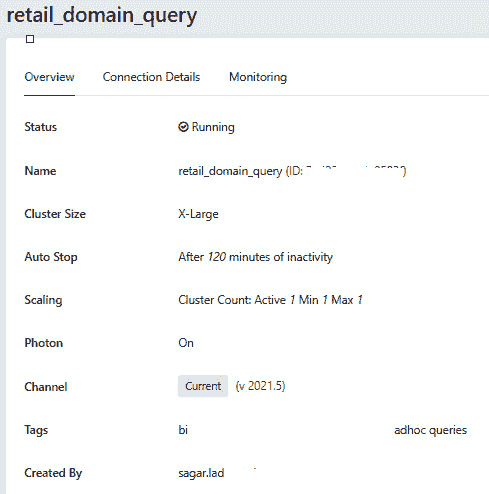 retail_domain_query
Overview Connection Details Monitoring
Status Running
Name retail_domain_query (ID:
Cluster Size X-Large
Auto Stop After 120 minutes of inactivity
Scaling Cluster Count: Active 1 Min 1 Max 1
Photon On
Channel Current (v 2021.5)
Tags bi adhoc queries
Created By sagar.lad